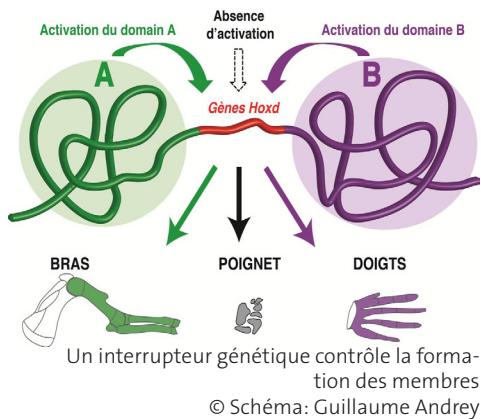 Absence
d'activation
Activation du domain A
Activation du domaine B
A
B
Gènes Hoxd
BRAS
POIGNET
DOIGTS
Un interrupteur génétique contrôle la forma-
tion des membres
© Schéma: Guillaume Andrey